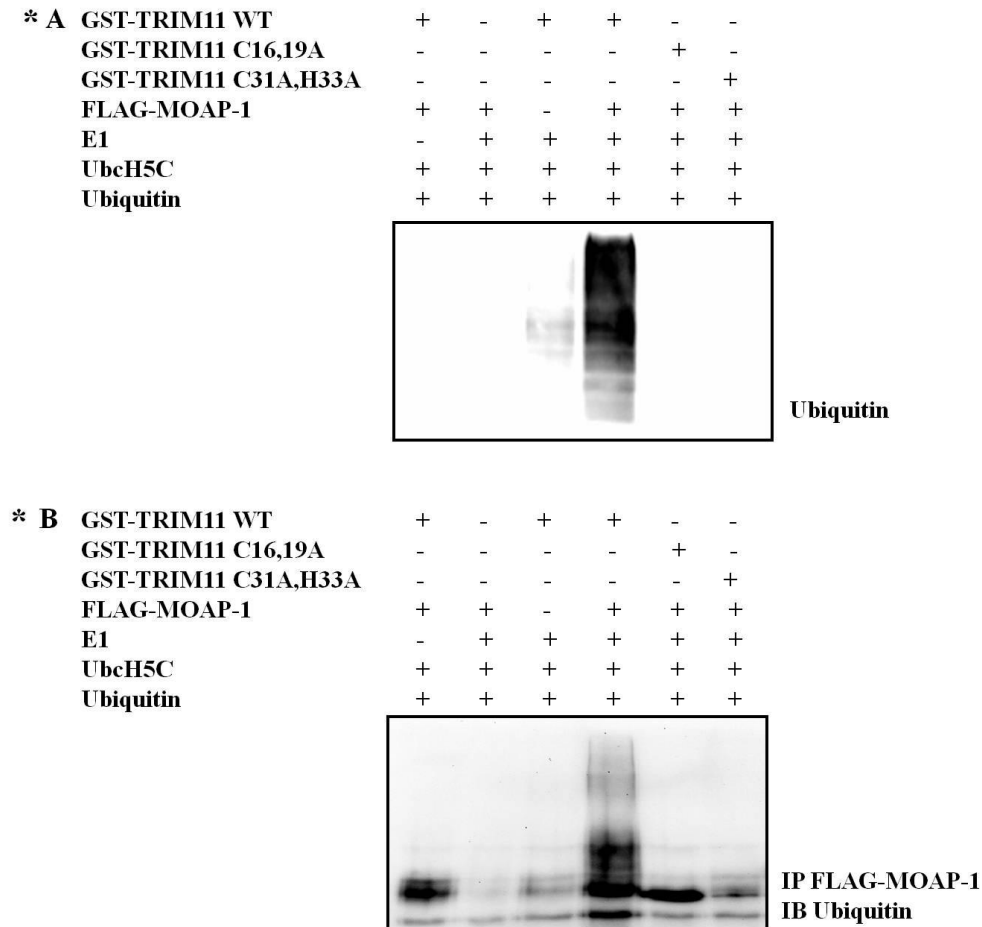 * A GST-TRIM11 WT + - + + - -
GST-TRIM11 C16,19A - - - - + -
GST-TRIM11 C31A,H33A - - - - - +
FLAG-MOAP-1 + + - + + +
E1 - + + + + +
UbcH5C + + + + + +
Ubiquitin + + + + + +
Ubiquitin
* B GST-TRIM11 WT + - + + - -
GST-TRIM11 C16,19A - - - - + -
GST-TRIM11 C31A,H33A - - - - - +
FLAG-MOAP-1 + + - + + +
E1 - + + + + +
UbcH5C + + + + + +
Ubiquitin + + + + + +
IP FLAG-MOAP-1
IB Ubiquitin